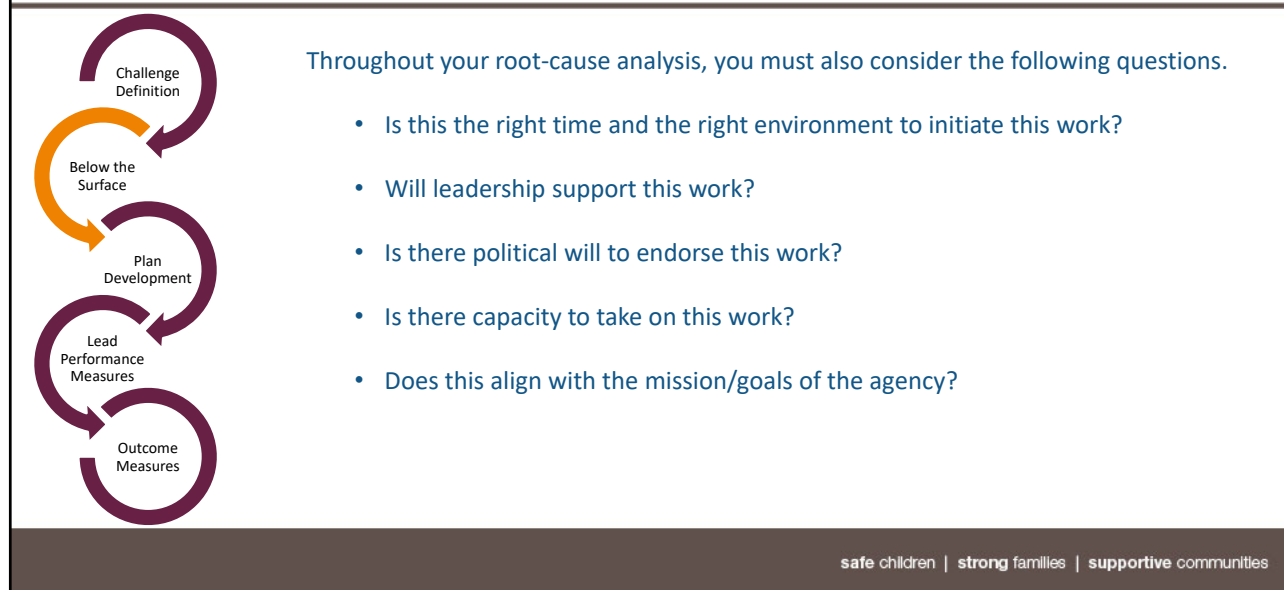 Challenge
Definition
Below the
Surface
Plan
Development
Lead
Performance
Measures
Outcome
Measures
Throughout your root-cause analysis, you must also consider the following questions.
• Is this the right time and the right environment to initiate this work?
• Will leadership support this work?
• Is there political will to endorse this work?
• Is there capacity to take on this work?
• Does this align with the mission/goals of the agency?
safe children | strong families | supportive communities